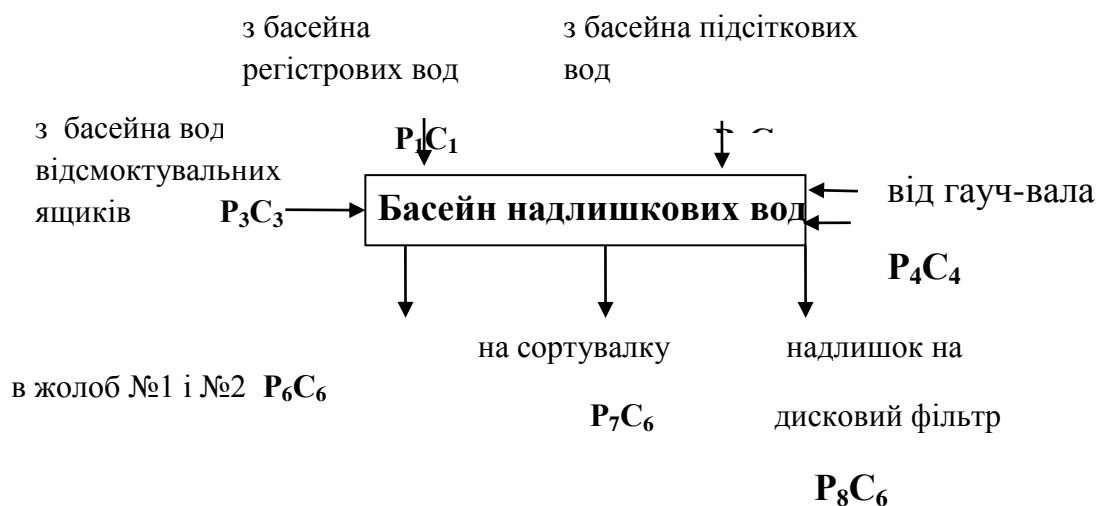 з басейна
регістрових вод
з басейна підсіткових
вод
з басейна вод
відсмоктувальних
ящиків
P₁C₁
P₃C₃
Басейн надлишкових вод
від гауч-вала
P₄C₄
на сортувалку
надлишок на
в жолоб №1 і №2 P₆C₆
P₇C₆
дисковий фільтр
P₈C₆